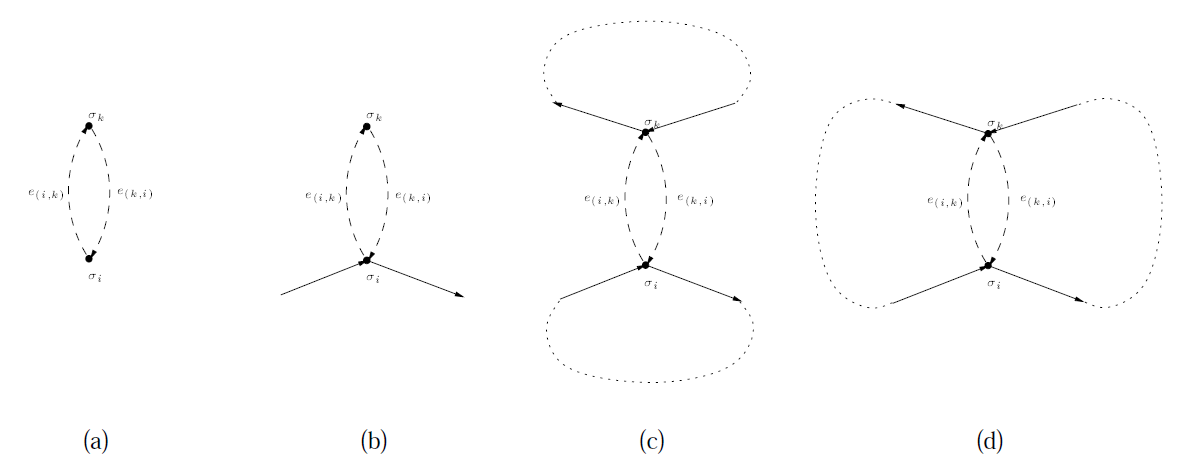 σk
e(i,k) e(k,i)
σi
(a)
σk
e(i,k) e(k,i)
σi
(b)
σk
e(i,k) e(k,i)
σi
(c)
σk
e(i,k) e(k,i)
σi
(d)